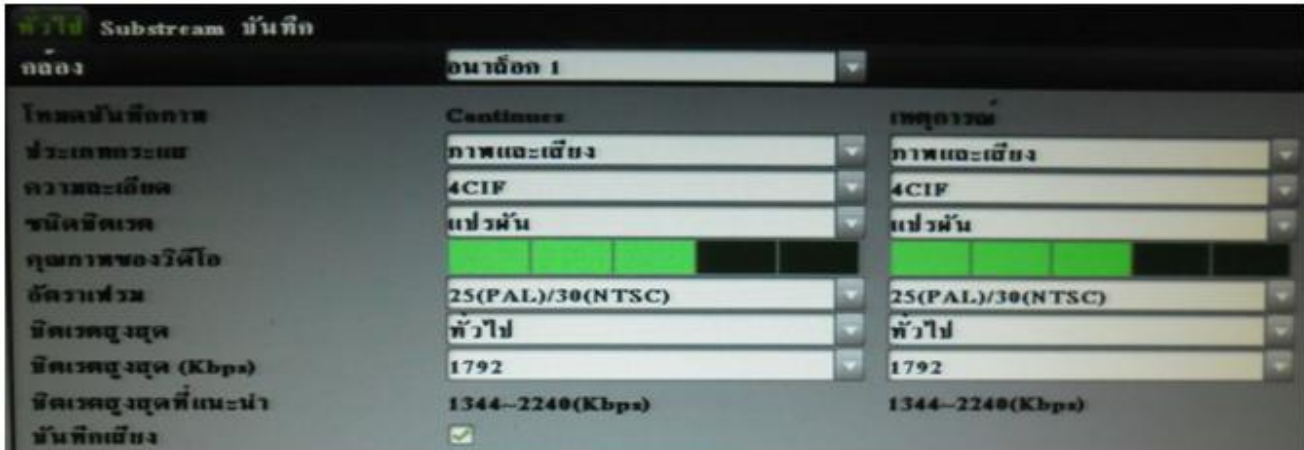 ทั่วไป Substream บันทึก
กล้อง อนาล็อก 1
โหมดบันทึกภาพ Continues เหตุการณ์
ประเภทกระแส ภาพและเสียง ภาพและเสียง
ความละเอียด 4CIF 4CIF
ชนิดบิตเรต แปรผัน แปรผัน
คุณภาพของวิดีโอ
อัตราเฟรม 25(PAL)/30(NTSC) 25(PAL)/30(NTSC)
บิตเรตสูงสุด ทั่วไป ทั่วไป
บิตเรตสูงสุด (Kbps) 1792 1792
บิตเรตสูงสุดที่แนะนำ 1344~2240(Kbps) 1344~2240(Kbps)
บันทึกเสียง